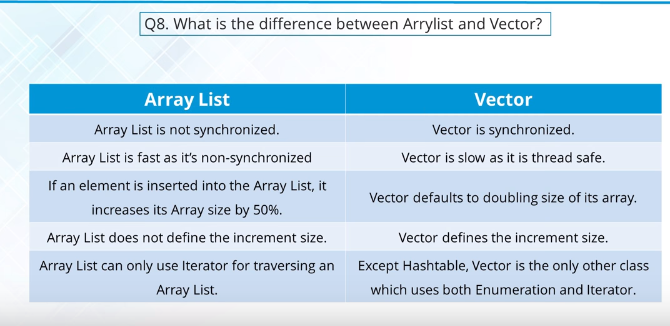 Q8. What is the difference between Arrylist and Vector?
Array List
Vector
Array List is not synchronized.
Vector is synchronized.
Array List is fast as it's non-synchronized
Vector is slow as it is thread safe.
If an element is inserted into the Array List, it
increases its Array size by 50%.
Vector defaults to doubling size of its array.
Array List does not define the increment size.
Vector defines the increment size.
Array List can only use Iterator for traversing an
Array List.
Except Hashtable, Vector is the only other class
which uses both Enumeration and Iterator.